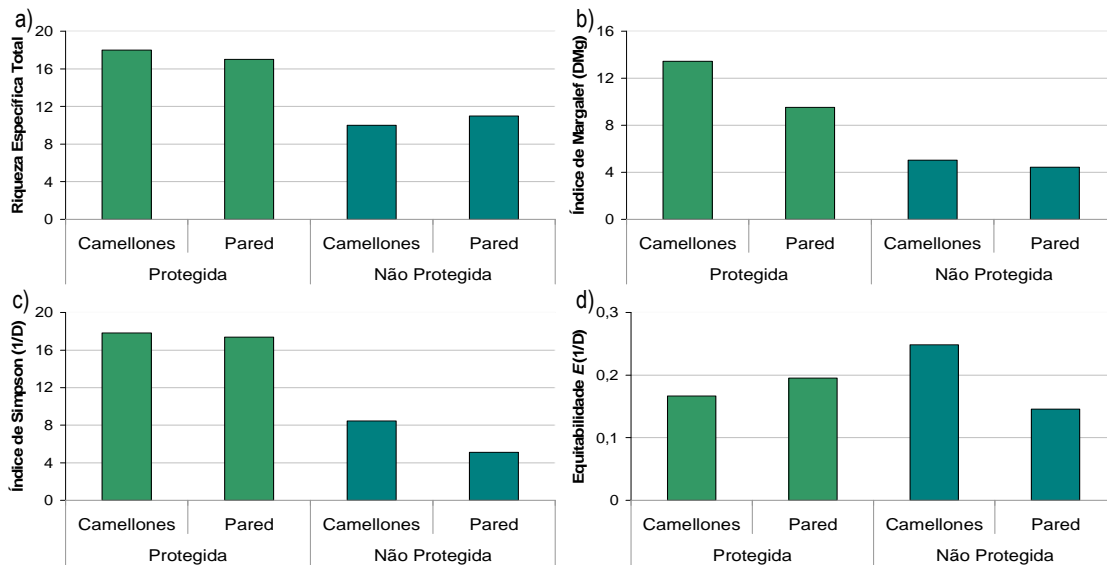 a)
Riqueza Específica Total
20
16
12
8
4
0
Camellones Pared Camellones Pared
Protegida Não Protegida
b)
Índice de Margalef (DMg)
16
12
8
4
0
Camellones Pared Camellones Pared
Protegida Não Protegida
c)
Índice de Simpson (1/D)
20
16
12
8
4
0
Camellones Pared Camellones Pared
Protegida Não Protegida
d)
Equitabilidade E(1/D)
0,3
0,2
0,1
0
Camellones Pared Camellones Pared
Protegida Não Protegida